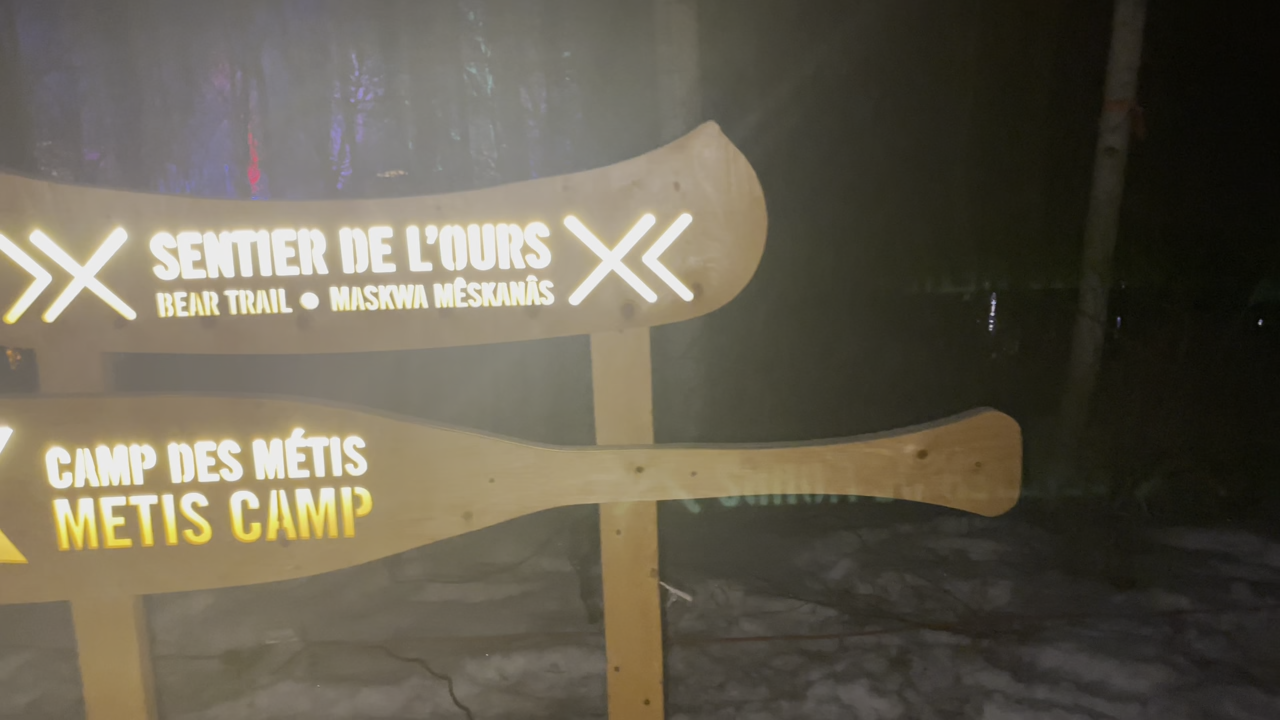 SENTIER DE L'OURS
BEAR TRAIL • MASKWA MÊSKANÂS
CAMP DES MÉTIS
METIS CAMP